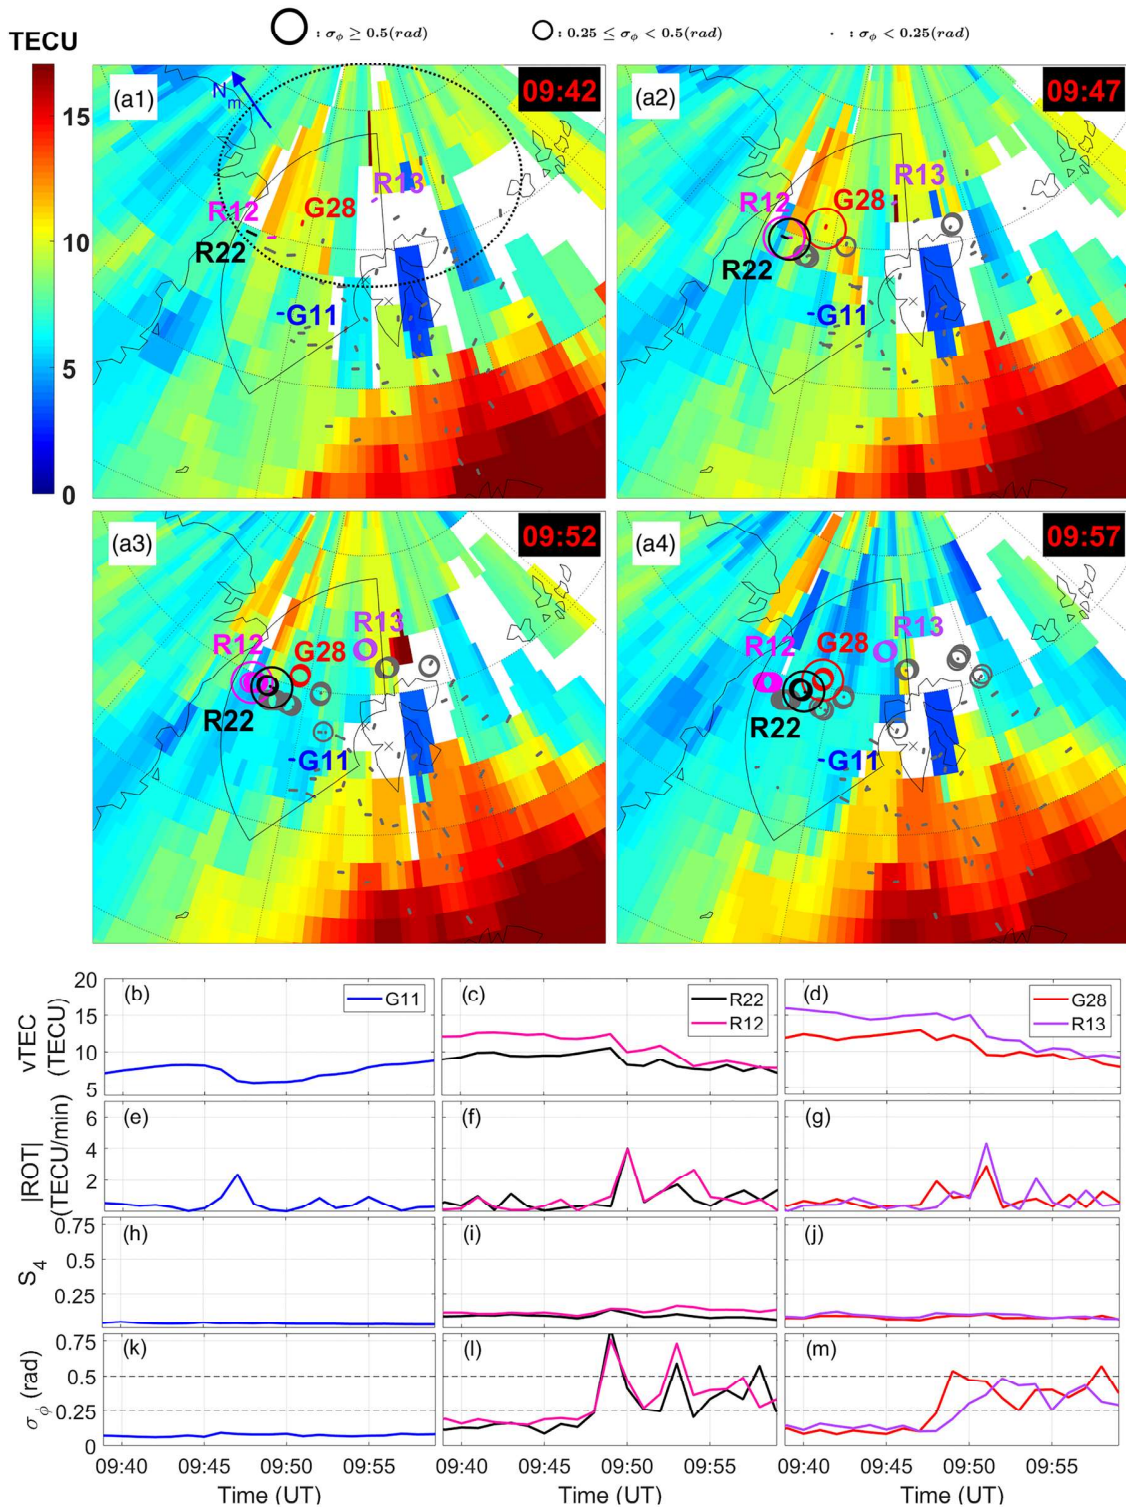 : σϕ ≥ 0.5(rad) : 0.25 ≤ σϕ < 0.5(rad) : σϕ < 0.25(rad)
TECU
15
10
5
0
(a1) Nm 09:42
R13
R12 G28
R22
G11
(a2) 09:47
R13
R12 G28
R22
G11
(a3) 09:52
R13
R12 G28
R22
G11
(a4) 09:57
R13
R12 G28
R22
G11
vTEC
(TECU)
20
15
10
5
(b) G11
(c) R22
R12
(d) G28
R13
|ROT|
(TECU/min)
6
4
2
0
(e) (f) (g)
S4
0.75
0.5
0.25
(h) (i) (j)
σϕ (rad)
0.75
0.5
0.25
0
(k) (l) (m)
09:40 09:45 09:50 09:55 09:40 09:45 09:50 09:55 09:40 09:45 09:50 09:55
Time (UT) Time (UT) Time (UT)